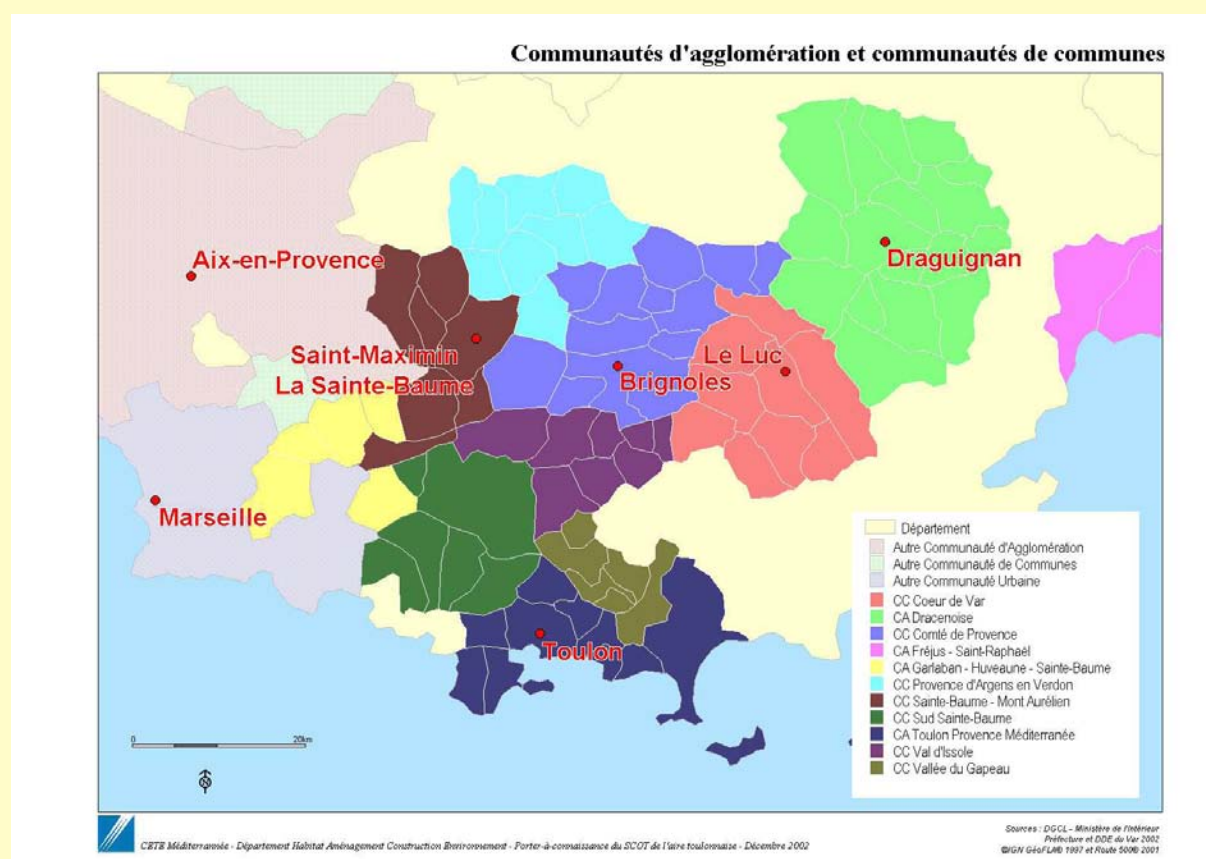 Communautés d'agglomération et communautés de communes
Aix-en-Provence
Draguignan
Saint-Maximin
La Sainte-Baume
Le Luc
Brignoles
Marseille
Toulon
Département
Autre Communauté d'Agglomération
Autre Communauté de Communes
Autre Communauté Urbaine
CC Coeur de Var
CA Dracenoise
CC Comté de Provence
CA Fréjus - Saint-Raphaël
CA Garlaban - Huveaune - Sainte-Baume
CC Provence d'Argens en Verdon
CC Sainte-Baume - Mont Aurélien
CC Sud Sainte-Baume
CA Toulon Provence Méditerranée
CC Val d'Issole
CC Vallée du Gapeau
0 20km
N
CETE Méditerrannée - Département Habitat Aménagement Construction Environnement - Porter-à-connaissance du SCOT de l'aire toulonnaise - Décembre 2002
Sources : DGCL - Ministère de l'Intérieur
Préfecture et DDE du Var 2002
©IGN GéoFLA® 1997 et Route 500® 2001